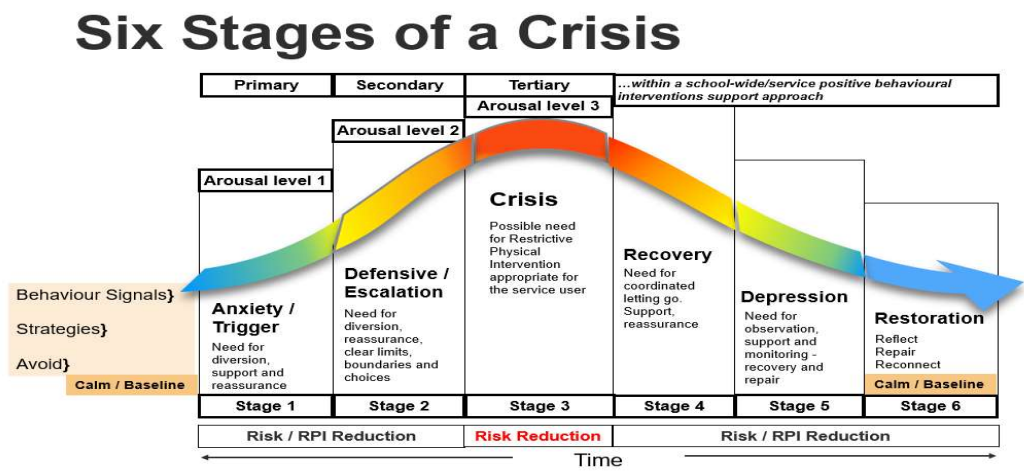 Six Stages of a Crisis
Primary
Secondary
Tertiary
...within a school-wide/service positive behavioural
interventions support approach
Arousal level 3
Arousal level 2
Arousal level 1
Behaviour Signals}
Strategies}
Avoid}
Calm / Baseline
Anxiety /
Trigger
Need for
diversion,
support and
reassurance
Defensive /
Escalation
Need for
diversion,
reassurance,
clear limits,
boundaries and
choices
Crisis
Possible need
for Restrictive
Physical
Intervention
appropriate for
the service user
Recovery
Need for
coordinated
letting go.
Support,
reassurance
Depression
Need for
observation,
support and
monitoring -
recovery and
repair
Restoration
Reflect
Repair
Reconnect
Calm / Baseline
Stage 1
Stage 2
Stage 3
Stage 4
Stage 5
Stage 6
Risk / RPI Reduction
Risk Reduction
Risk / RPI Reduction
Time